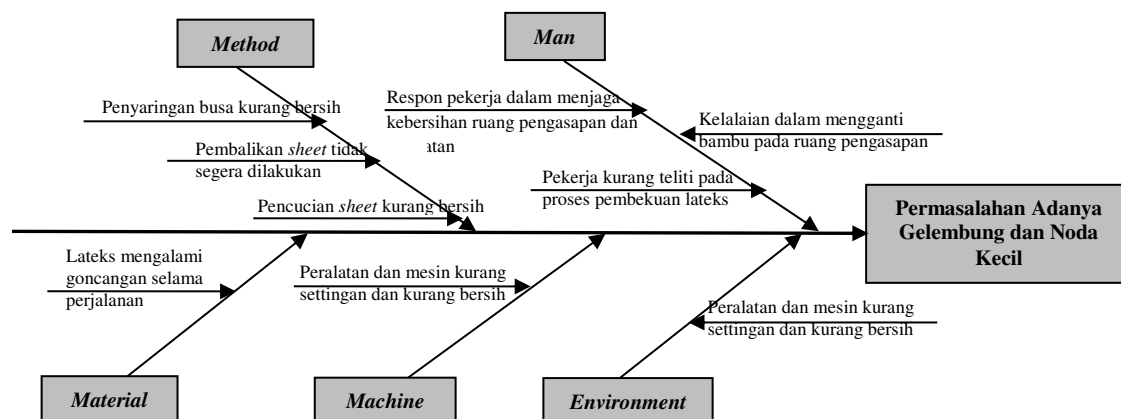 Method
Man
Penyaringan busa kurang bersih
Pembalikan sheet tidak
segera dilakukan
Pencucian sheet kurang bersih
Respon pekerja dalam menjaga
kebersihan ruang pengasapan dan
Kelalaian dalam mengganti
bambu pada ruang pengasapan
Pekerja kurang teliti pada
proses pembekuan lateks
Permasalahan Adanya
Gelembung dan Noda
Kecil
Lateks mengalami
goncangan selama
perjalanan
Peralatan dan mesin kurang
settingan dan kurang bersih
Peralatan dan mesin kurang
settingan dan kurang bersih
Material
Machine
Environment